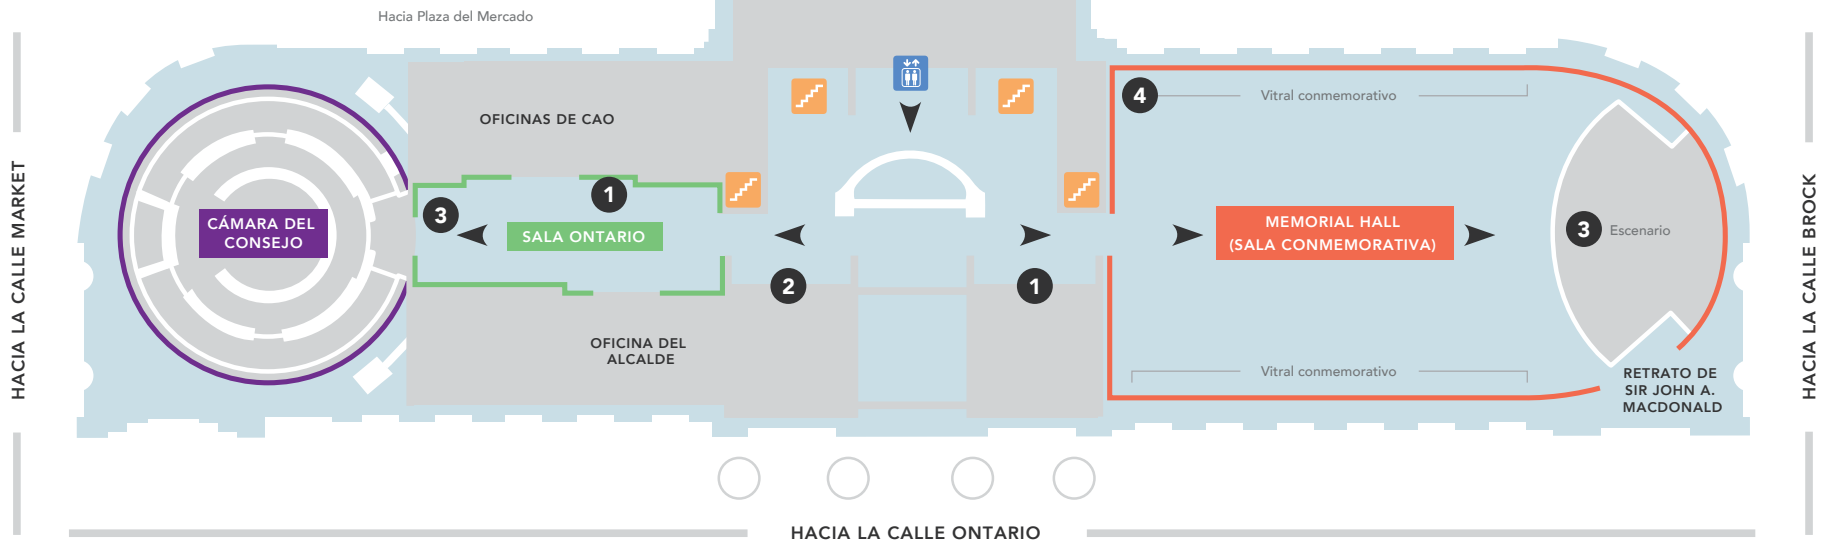 Hacia Plaza del Mercado
HACIA LA CALLE MARKET
OFICINAS DE CAO
1
3
CÁMARA DEL
CONSEJO
SALA ONTARIO
2
1
OFICINA DEL
ALCALDE
4
Vitral conmemorativo
MEMORIAL HALL
(SALA CONMEMORATIVA)
3
Escenario
Vitral conmemorativo
RETRATO DE
SIR JOHN A.
MACDONALD
HACIA LA CALLE BROCK
HACIA LA CALLE ONTARIO